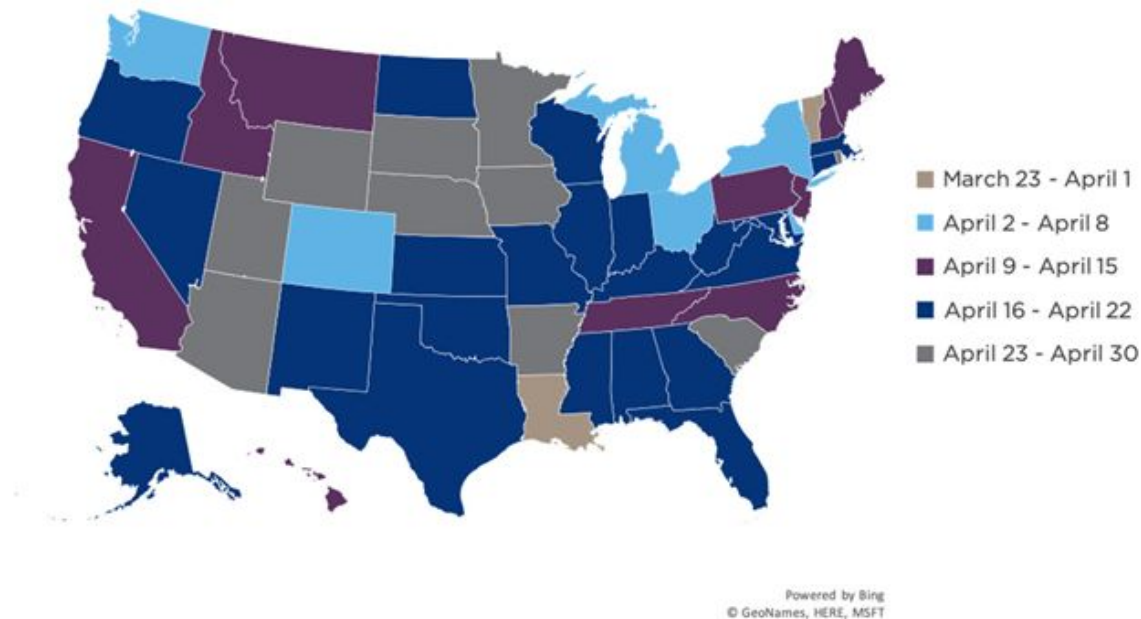 March 23 - April 1
April 2 - April 8
April 9 - April 15
April 16 - April 22
April 23 - April 30
Powered by Bing
© GeoNames, HERE, MSFT